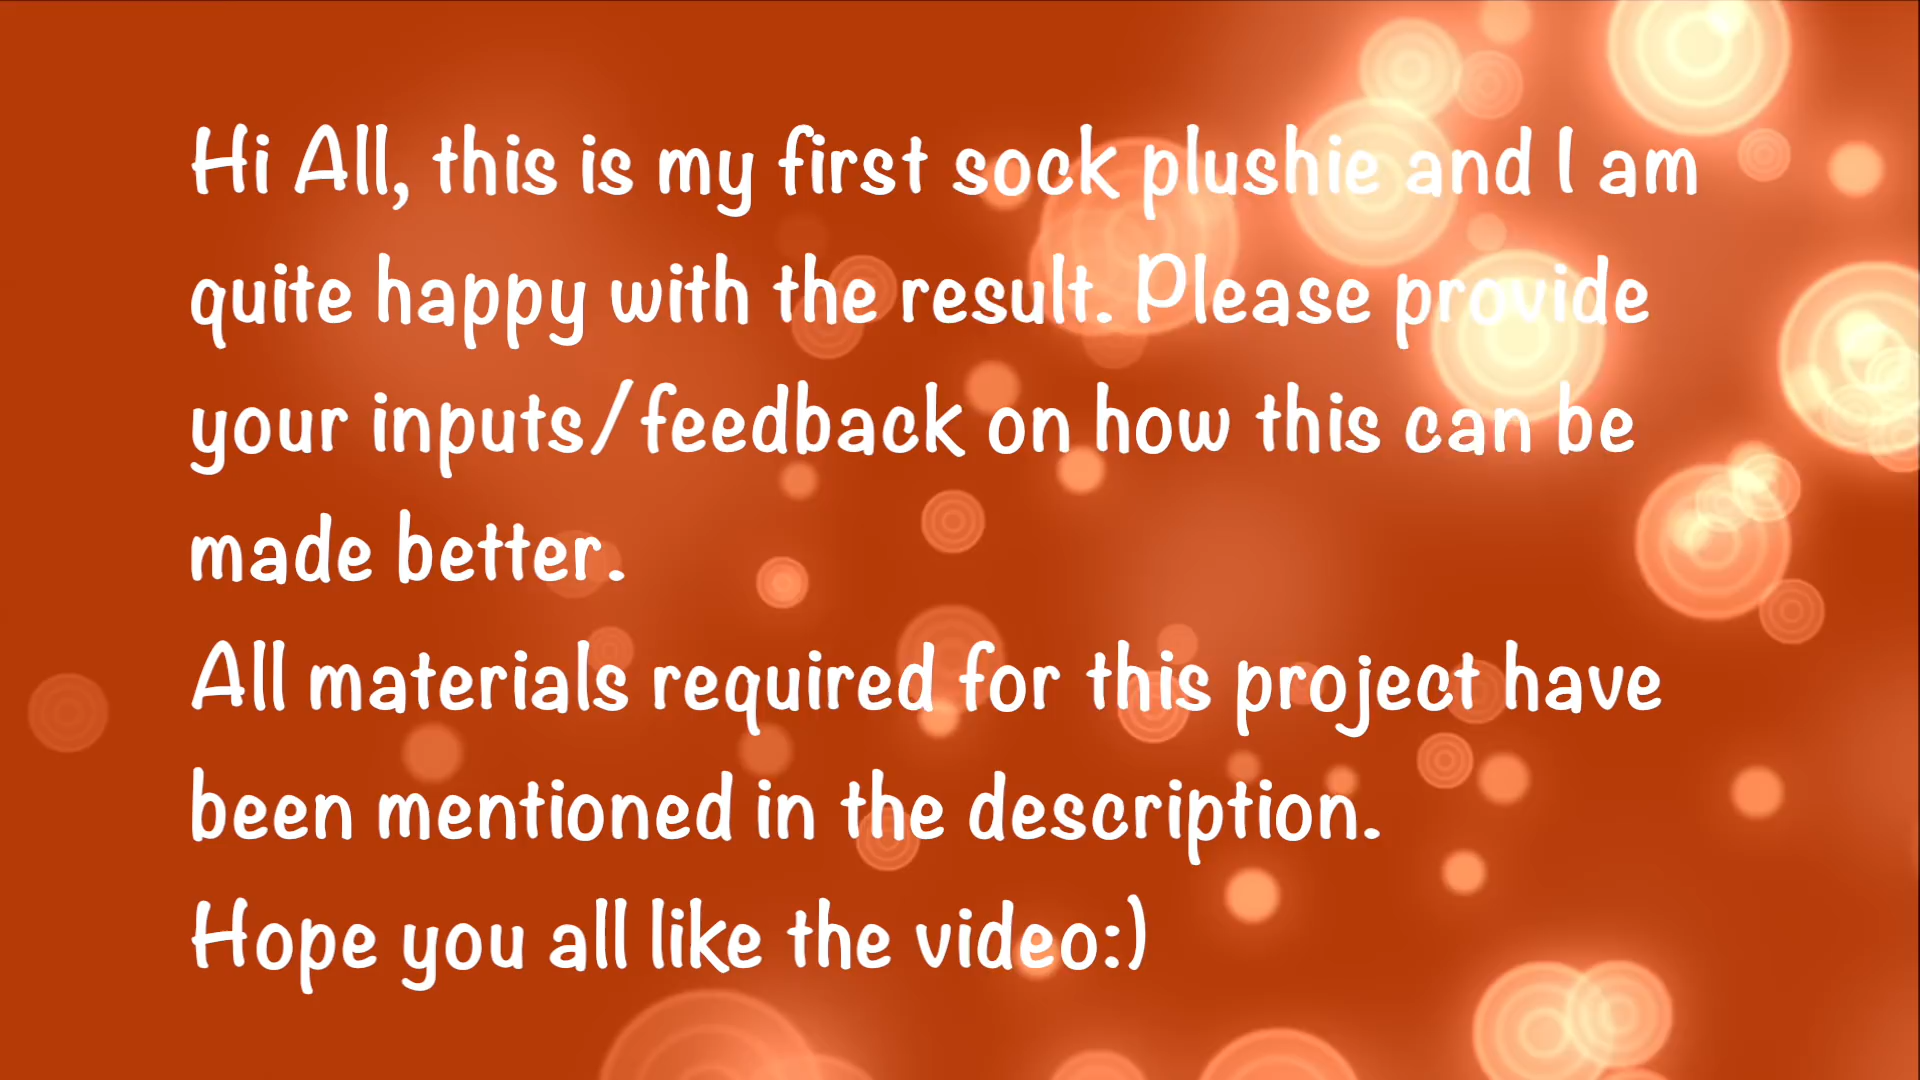 Hi All, this is my first sock plushie and I am
quite happy with the result. Please provide
your inputs/feedback on how this can be
made better.
All materials required for this project have
been mentioned in the description.
Hope you all like the video:)